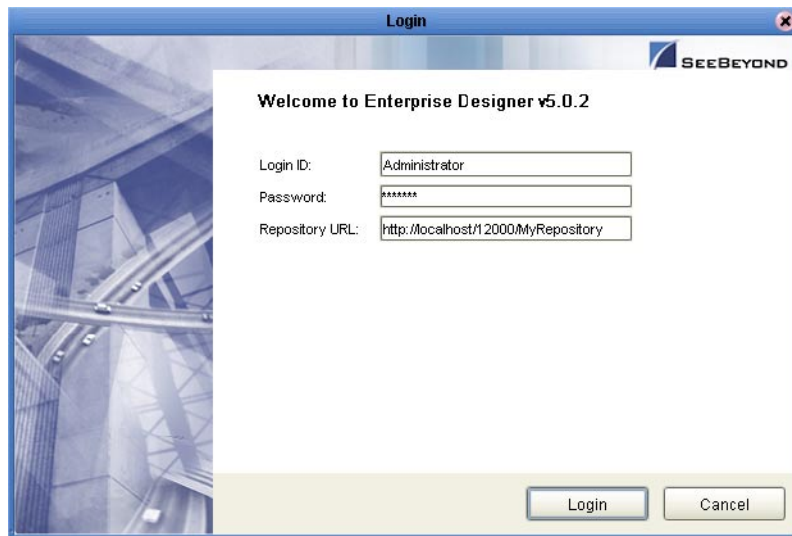 Login
SEEBEYOND
Welcome to Enterprise Designer v5.0.2
Login ID: Administrator
Password: *******
Repository URL: http://localhost/12000/MyRepository
Login Cancel